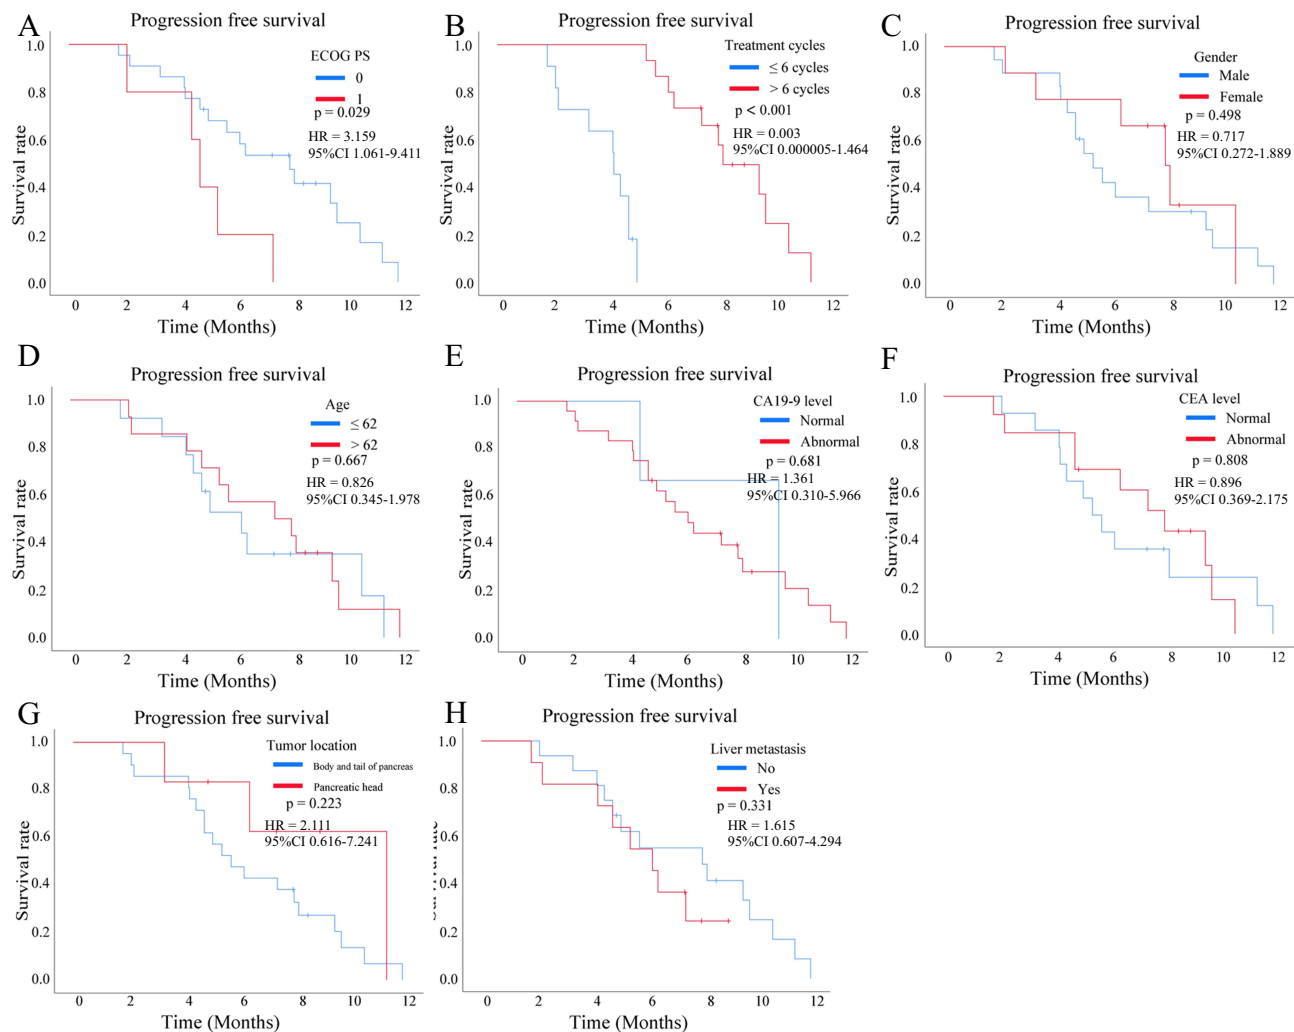 A
Progression free survival
ECOG PS
0
1
p = 0.029
HR = 3.159
95%CI 1.061-9.411
Survival rate
1.0
0.8
0.6
0.4
0.2
0.0
0 2 4 6 8 10 12
Time (Months)
B
Progression free survival
Treatment cycles
≤ 6 cycles
> 6 cycles
p < 0.001
HR = 0.003
95%CI 0.000005-1.464
Survival rate
1.0
0.8
0.6
0.4
0.2
0.0
0 2 4 6 8 10 12
Time (Months)
C
Progression free survival
Gender
Male
Female
p = 0.498
HR = 0.717
95%CI 0.272-1.889
Survival rate
1.0
0.8
0.6
0.4
0.2
0.0
0 2 4 6 8 10 12
Time (Months)
D
Progression free survival
Age
≤ 62
> 62
p = 0.667
HR = 0.826
95%CI 0.345-1.978
Survival rate
1.0
0.8
0.6
0.4
0.2
0.0
0 2 4 6 8 10 12
Time (Months)
E
Progression free survival
CA19-9 level
Normal
Abnormal
p = 0.681
HR = 1.361
95%CI 0.310-5.966
Survival rate
1.0
0.8
0.6
0.4
0.2
0.0
0 2 4 6 8 10 12
Time (Months)
F
Progression free survival
CEA level
Normal
Abnormal
p = 0.808
HR = 0.896
95%CI 0.369-2.175
Survival rate
1.0
0.8
0.6
0.4
0.2
0.0
0 2 4 6 8 10 12
Time (Months)
G
Progression free survival
Tumor location
Body and tail of pancreas
Pancreatic head
p = 0.223
HR = 2.111
95%CI 0.616-7.241
Survival rate
1.0
0.8
0.6
0.4
0.2
0.0
0 2 4 6 8 10 12
Time (Months)
H
Progression free survival
Liver metastasis
No
Yes
p = 0.331
HR = 1.615
95%CI 0.607-4.294
Survival rate
1.0
0.8
0.6
0.4
0.2
0.0
0 2 4 6 8 10 12
Time (Months)